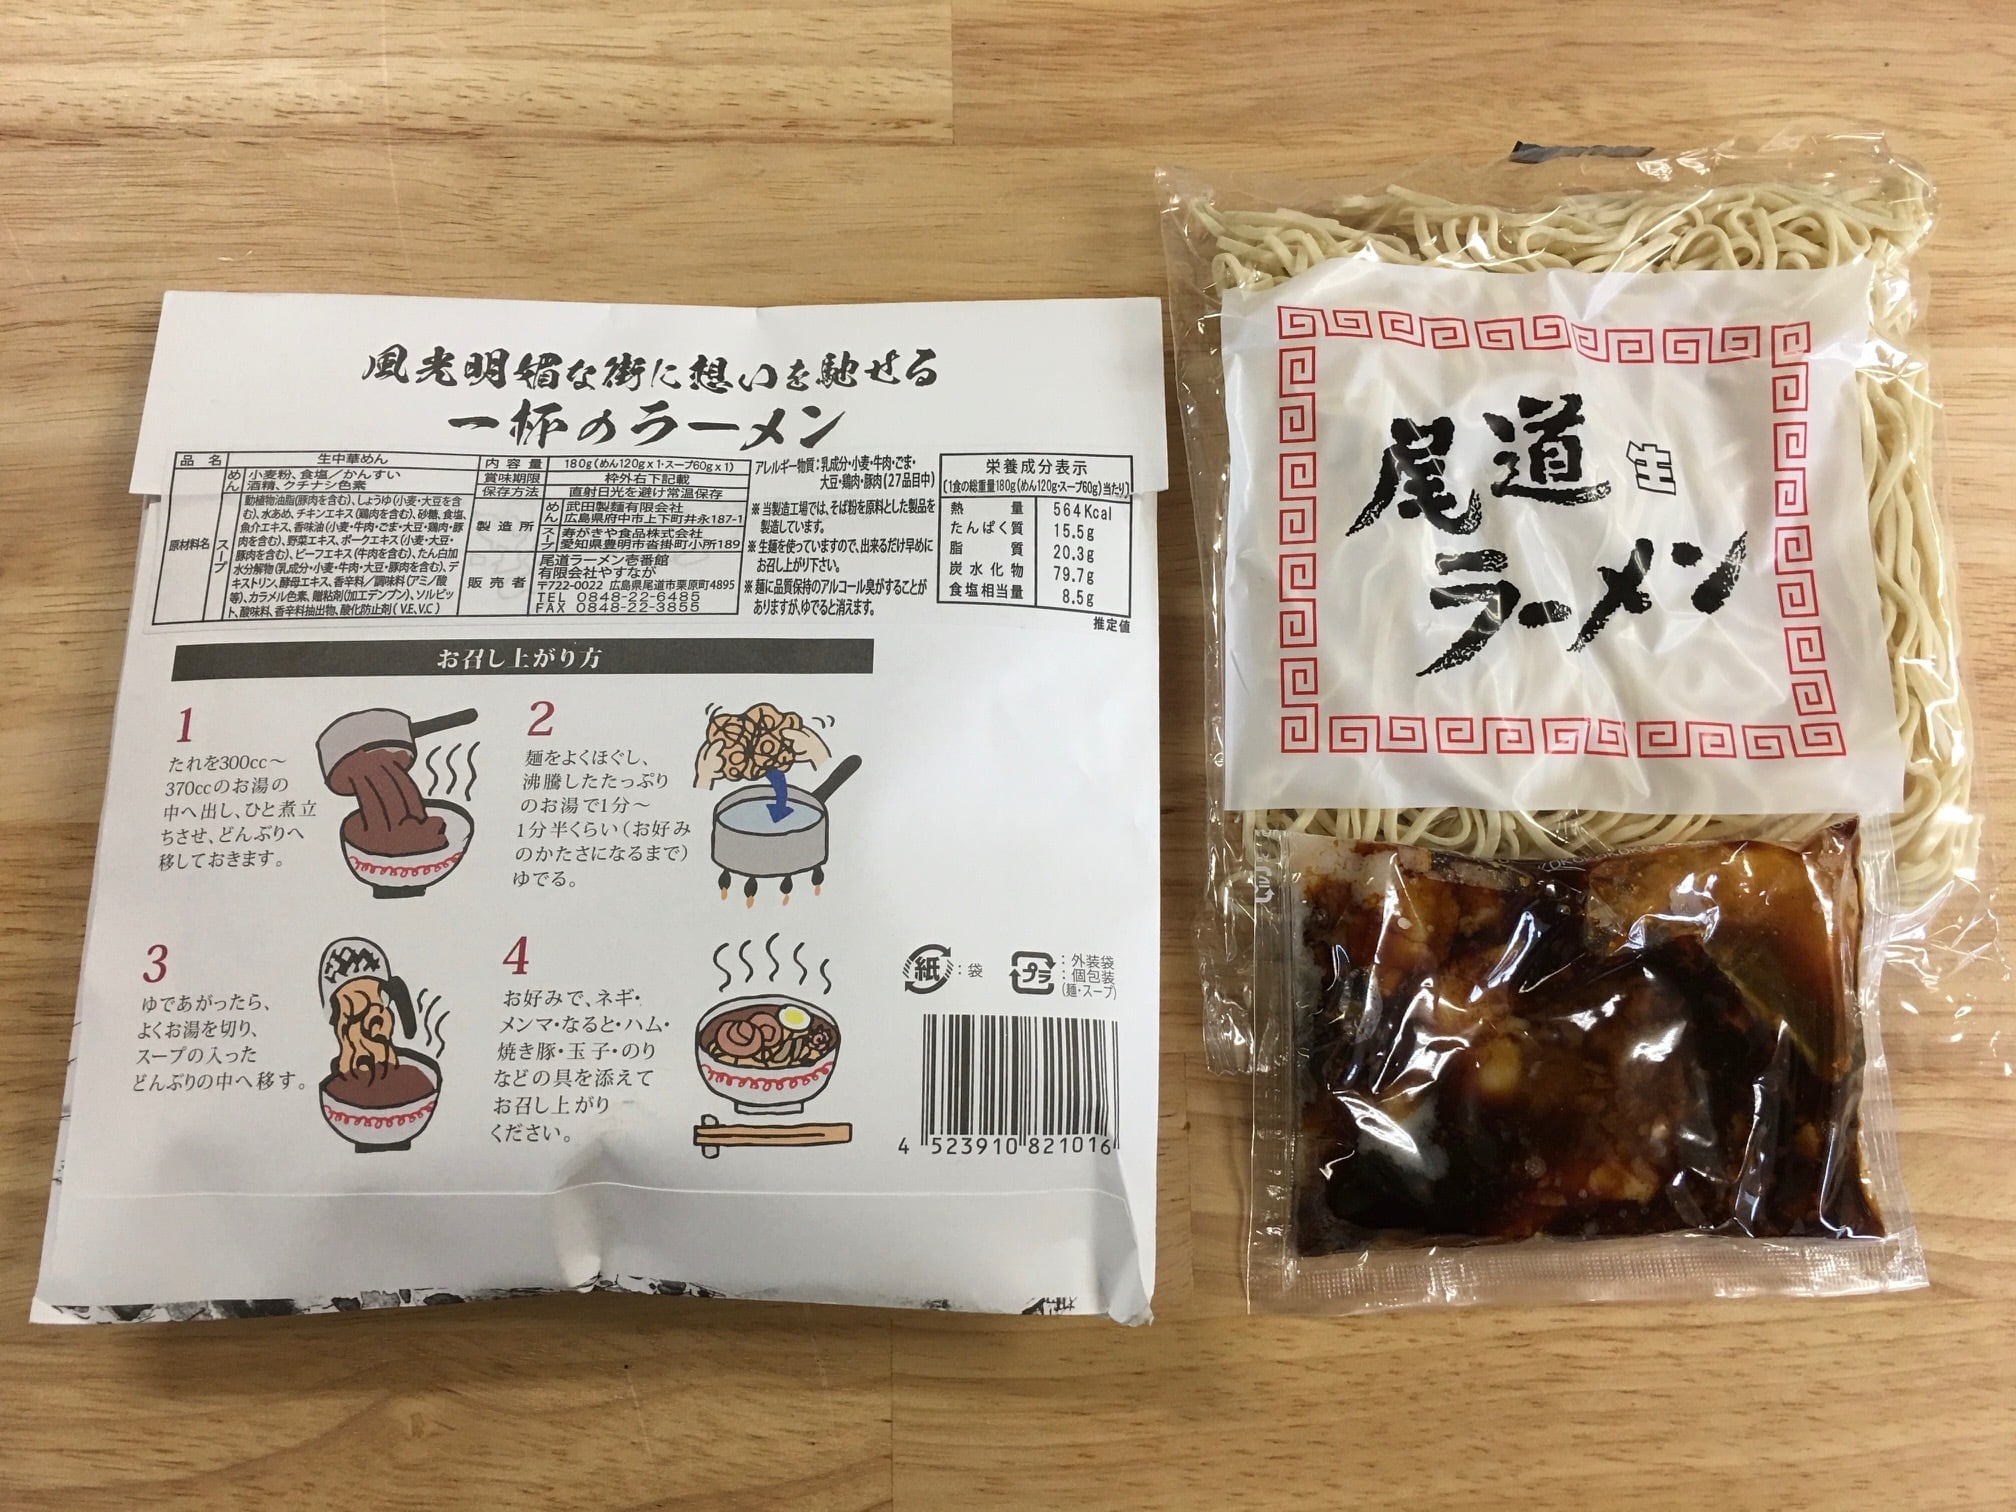 風光明媚な街に想いを馳せる
一杯のラーメン
品名 生中華めん
原材料名
めん 小麦粉、食塩／かんすい
酒精、クチナシ色素
スープ
動植物油脂(豚肉を含む)、しょうゆ(小麦・大豆を含
む)、水あめ、チキンエキス(鶏肉を含む)、砂糖、食塩、
魚介エキス、香味油(小麦・牛肉・ごま・大豆・鶏肉・豚
肉を含む)、野菜エキス、ポークエキス(小麦・大豆・
豚肉を含む)、ビーフエキス(牛肉を含む)、たん白加
水分解物(乳成分・小麦・牛肉・大豆・豚肉を含む)、デ
キストリン、酵母エキス、香辛料／調味料(アミノ酸
等)、カラメル色素、増粘剤(加工デンプン)、ソルビッ
ト、酸味料、香辛料抽出物、酸化防止剤(V.E、V.C)
内容量 180g(めん120g×1・スープ60g×1)
賞味期限 枠外右下記載
保存方法 直射日光を避け常温保存
製造所
めん 武田製麺有限会社
広島県府中市上下町井永187-1
スープ 寿がきや食品株式会社
愛知県豊明市沓掛町小所189
販売者
尾道ラーメン壱番館
有限会社やすなが
〒722-0022 広島県尾道市栗原町4895
TEL 0848-22-6485
FAX 0848-22-3855
アレルギー物質：乳成分・小麦・牛肉・ごま・
大豆・鶏肉・豚肉(27品目中)
※当製造工場では、そば粉を原料とした製品を
製造しています。
※生麺を使っていますので、出来るだけ早めに
お召し上がり下さい。
※麺に品質保持のアルコール臭がすることが
ありますが、ゆでると消えます。
栄養成分表示
(1食の総重量180g(めん120g・スープ60g)当たり)
熱量 564Kcal
たんぱく質 15.5g
脂質 20.3g
炭水化物 79.7g
食塩相当量 8.5g
推定値
お召し上がり方
1
たれを300cc～
370ccのお湯の
中へ出し、ひと煮立
ちさせ、どんぶりへ
移しておきます。
2
麺をよくほぐし、
沸騰したたっぷり
のお湯で1分～
1分半くらい（お好み
のかたさになるまで）
ゆでる。
3
ゆであがったら、
よくお湯を切り、
スープの入った
どんぶりの中へ移す。
4
お好みで、ネギ・
メンマ・なると・ハム・
焼き豚・玉子・のり
などの具を添えて
お召し上がり
ください。
紙：袋
プラ：外装袋
：個包装
(麺・スープ)
4 523910 821016
尾道 生
ラーメン